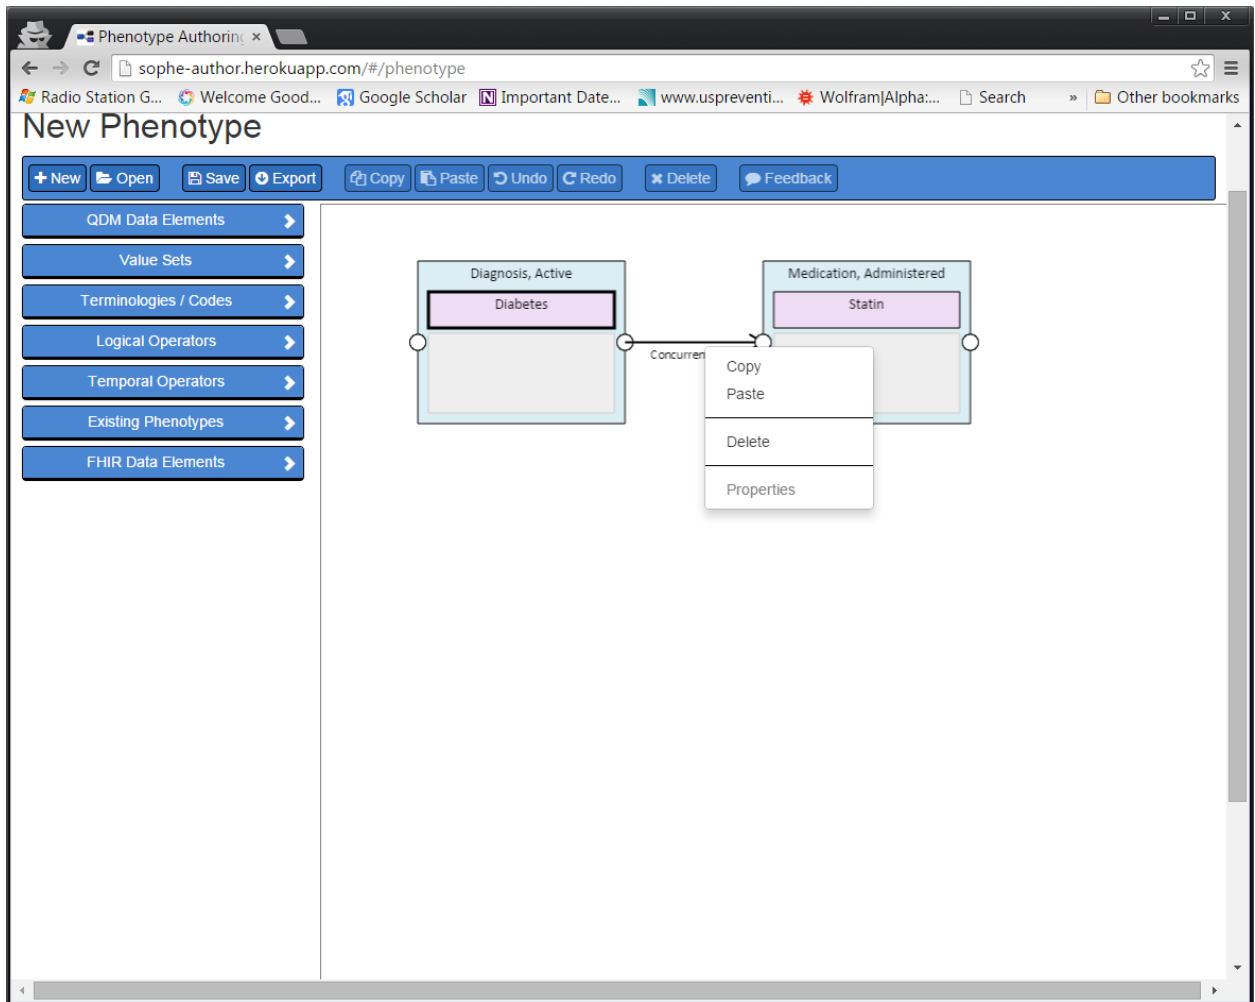 Phenotype Authoring
sophe-author.herokuapp.com/#/phenotype
Radio Station G... Welcome Good... Google Scholar Important Date... www.uspreventi... Wolfram|Alpha:... Search » Other bookmarks
New Phenotype
New Open Save Export Copy Paste Undo Redo Delete Feedback
QDM Data Elements
Value Sets
Terminologies / Codes
Logical Operators
Temporal Operators
Existing Phenotypes
FHIR Data Elements
Diagnosis, Active
Diabetes
Medication, Administered
Statin
Concurren
Copy
Paste
Delete
Properties